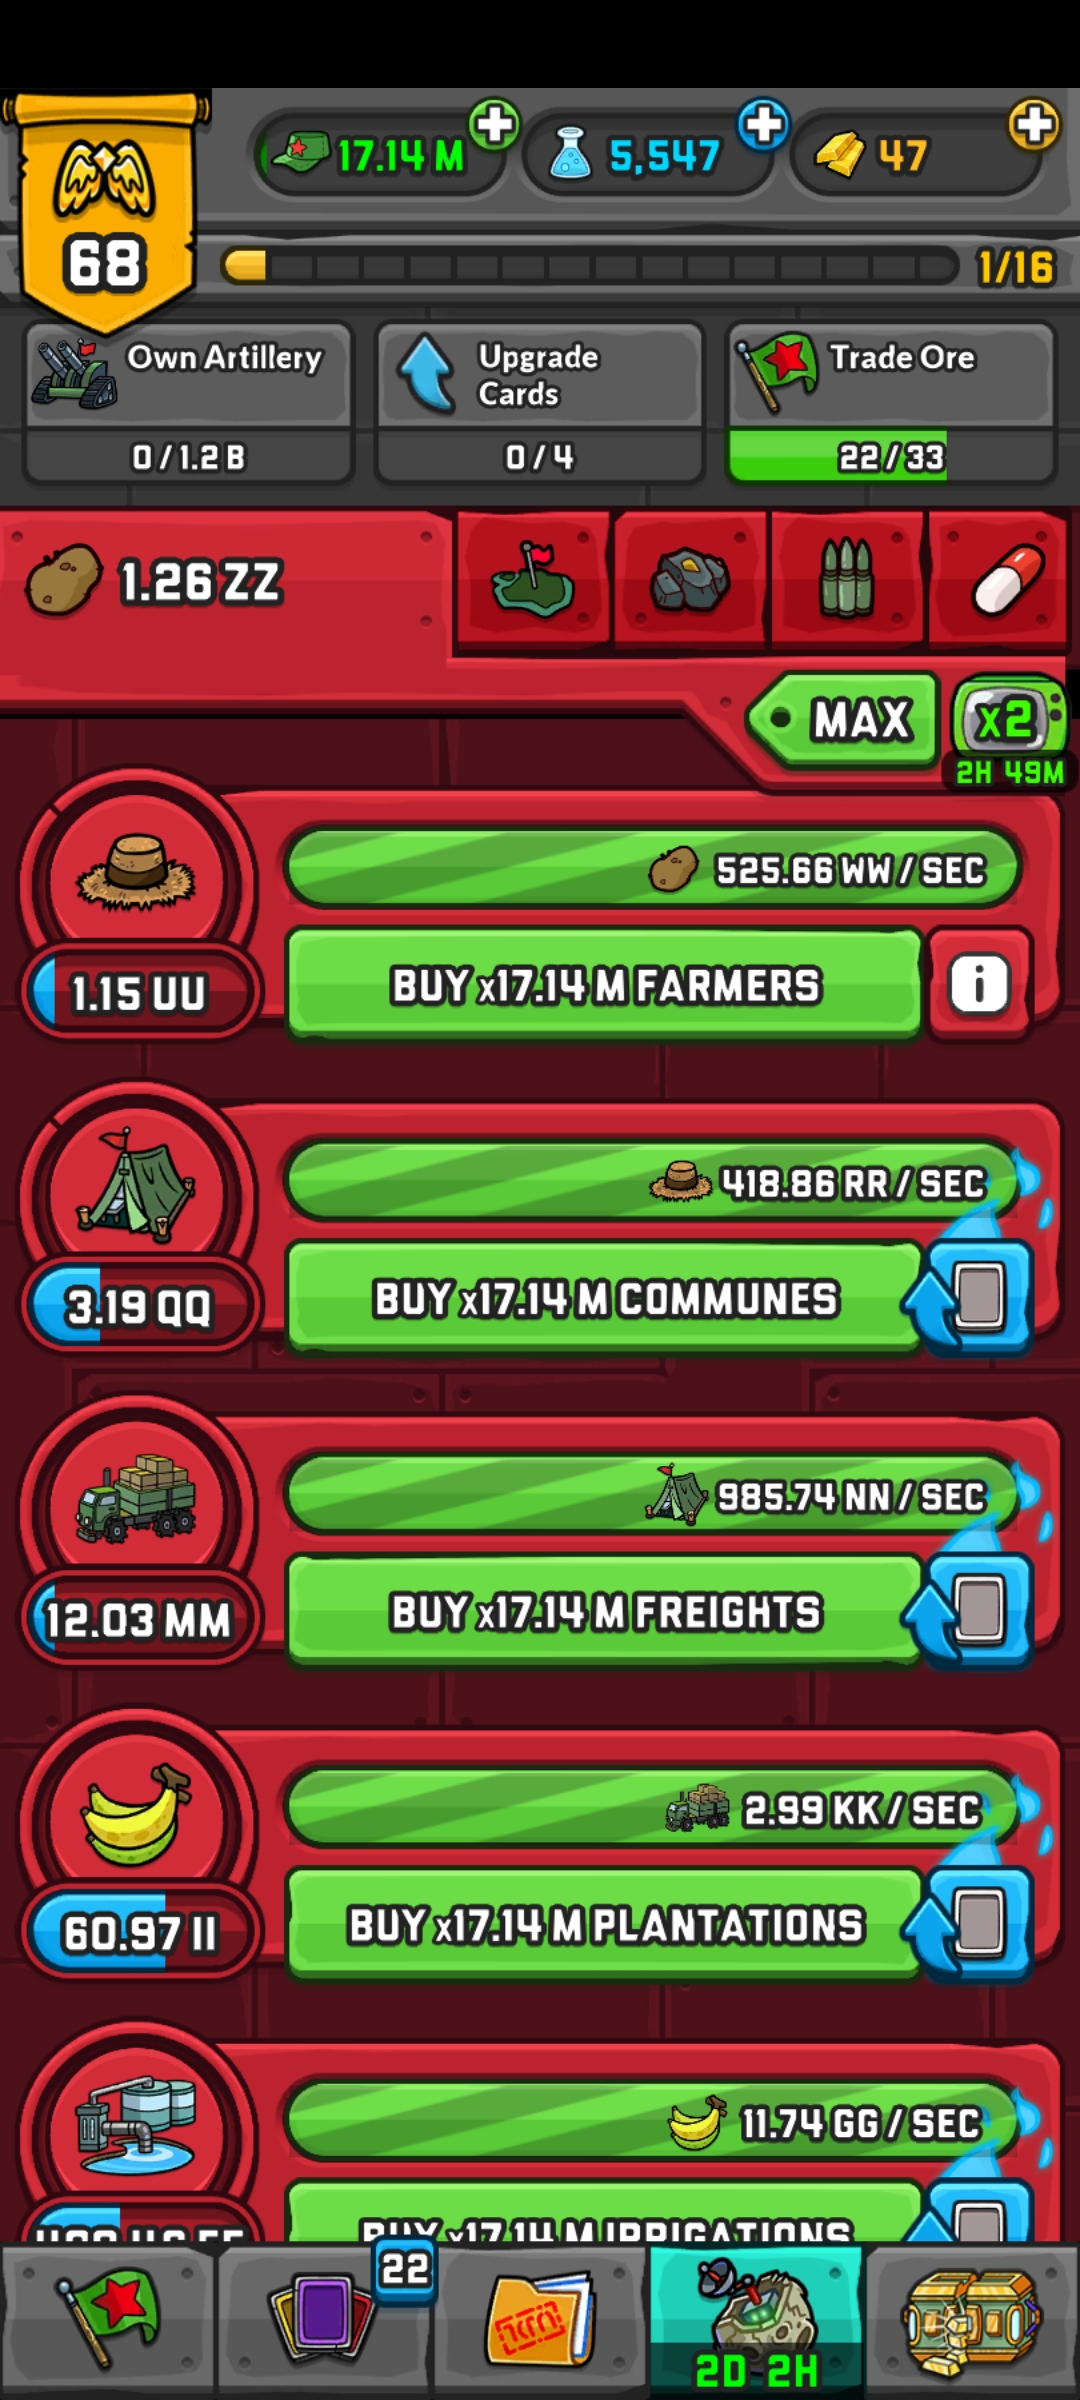 17.14 M
5,547
47
68
1/16
Own Artillery
0/1.2 B
Upgrade
Cards
0/4
Trade Ore
22/33
1.26 ZZ
MAX
x2
2H 49M
525.66 WW/SEC
1.15 UU
BUY x17.14 M FARMERS
i
418.86 RR/SEC
3.19 QQ
BUY x17.14 M COMMUNES
985.74 NN/SEC
12.03 MM
BUY x17.14 M FREIGHTS
2.99 KK/SEC
60.97 II
BUY x17.14 M PLANTATIONS
11.74 GG/SEC
BUY x17.14 M IRRIGATIONS
22
2D 2H